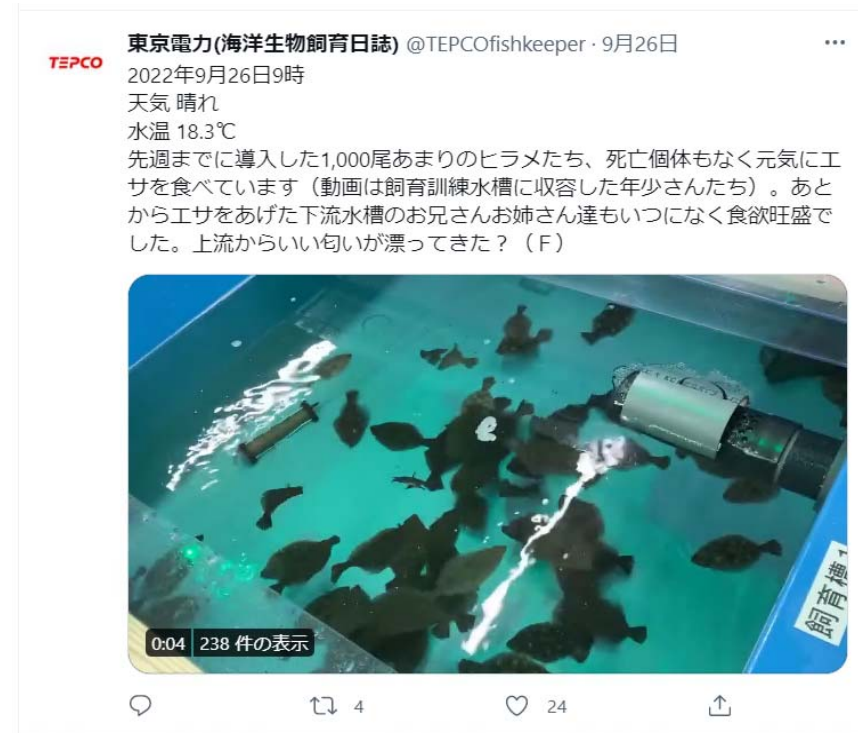 東京電力(海洋生物飼育日誌) @TEPCOfishkeeper · 9月26日
TEPCO
2022年9月26日9時
天気 晴れ
水温 18.3℃
先週までに導入した1,000尾あまりのヒラメたち、死亡個体もなく元気にエ
サを食べています（動画は飼育訓練水槽に収容した年少さんたち）。あと
からエサをあげた下流水槽のお兄さんお姉さん達もいつになく食欲旺盛で
した。上流からいい匂いが漂ってきた？（Ｆ）
飼育槽1
0:04 238 件の表示
4 24